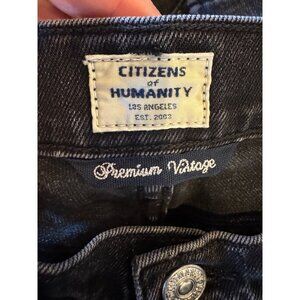 CITIZENS
of
HUMANITY
LOS ANGELES
EST. 2003
Premium Vintage